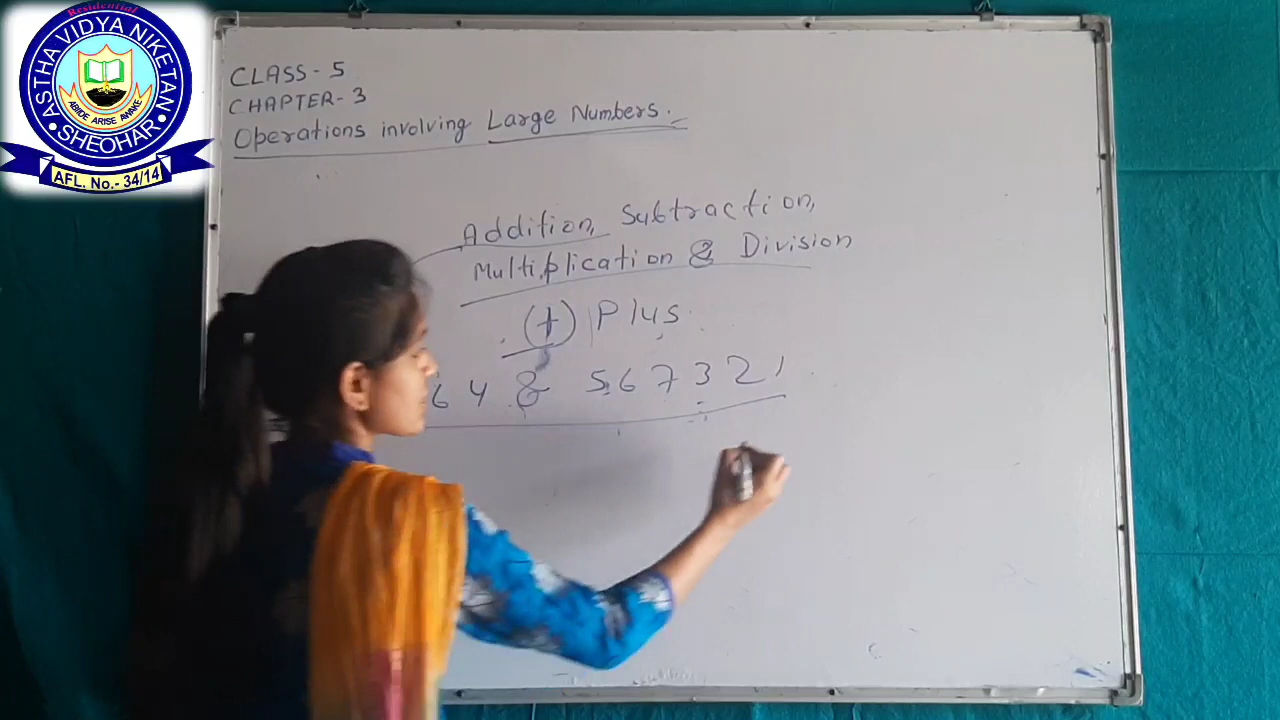 Residential
ASTHA VIDYA NIKETAN
ABIDE ARISE AWAKE
SHEOHAR
AFL. No.- 34/14
CLASS - 5
CHAPTER - 3
Operations involving Large Numbers.
Addition, Subtraction,
Multiplication & Division
(+) Plus
64 & 567321